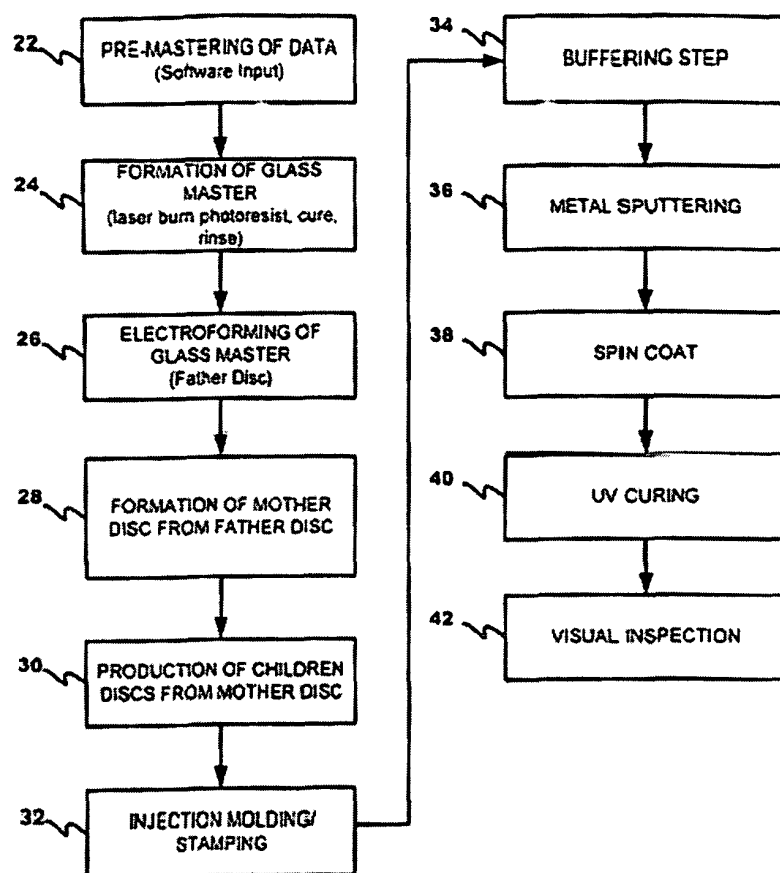 22
PRE-MASTERING OF DATA
(Software Input)
24
FORMATION OF GLASS
MASTER
(laser burn photoresist, cure,
rinse)
26
ELECTROFORMING OF
GLASS MASTER
(Father Disc)
28
FORMATION OF MOTHER
DISC FROM FATHER DISC
30
PRODUCTION OF CHILDREN
DISCS FROM MOTHER DISC
32
INJECTION MOLDING/
STAMPING
34
BUFFERING STEP
36
METAL SPUTTERING
38
SPIN COAT
40
UV CURING
42
VISUAL INSPECTION